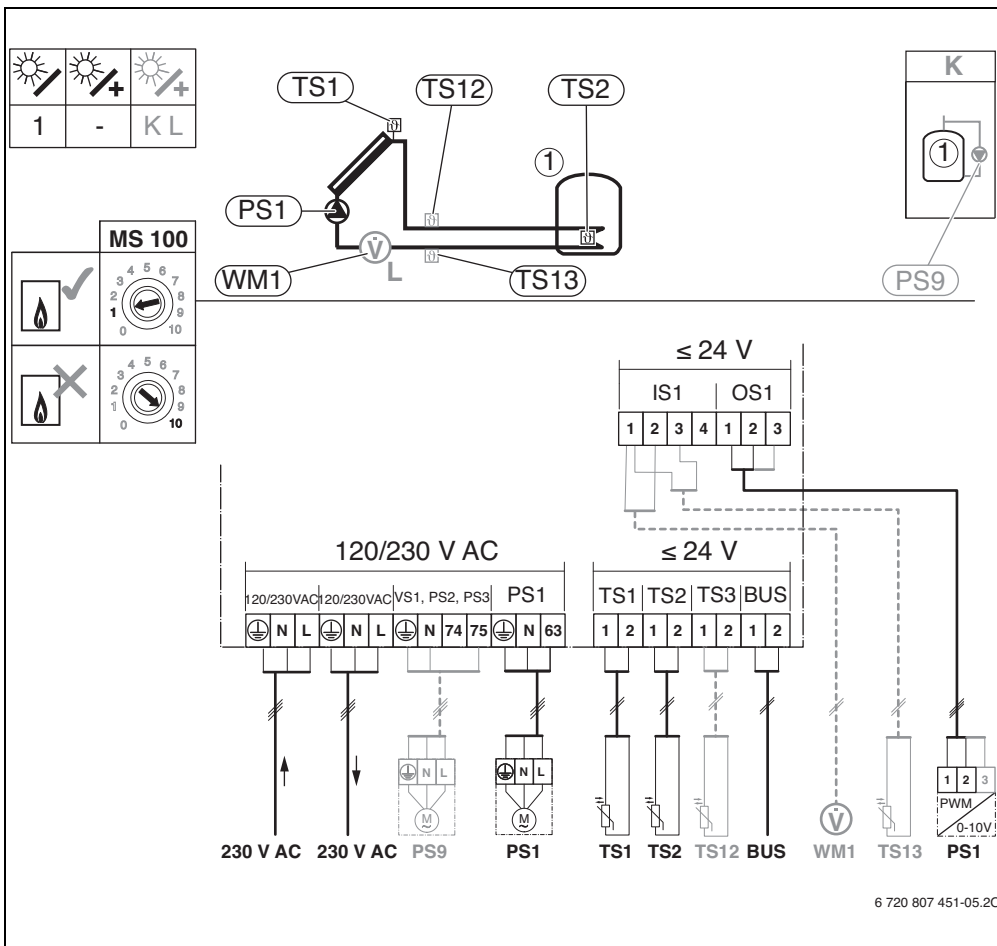 TS1 TS12 TS2 K
1 - K L
1 1
PS1
WM1 V̇ L TS13 PS9
MS 100
0 1 2 3 4 5 6 7 8 9 10
0 1 2 3 4 5 6 7 8 9 10
≤ 24 V
IS1 OS1
1 2 3 4 1 2 3
120/230 V AC ≤ 24 V
120/230VAC 120/230VAC VS1, PS2, PS3 PS1 TS1 TS2 TS3 BUS
N L N L N 74 75 N 63 1 2 1 2 1 2 1 2
N L N L 1 2 3
M ~ M ~ V̇ PWM 0-10V
230 V AC 230 V AC PS9 PS1 TS1 TS2 TS12 BUS WM1 TS13 PS1
6 720 807 451-05.2O